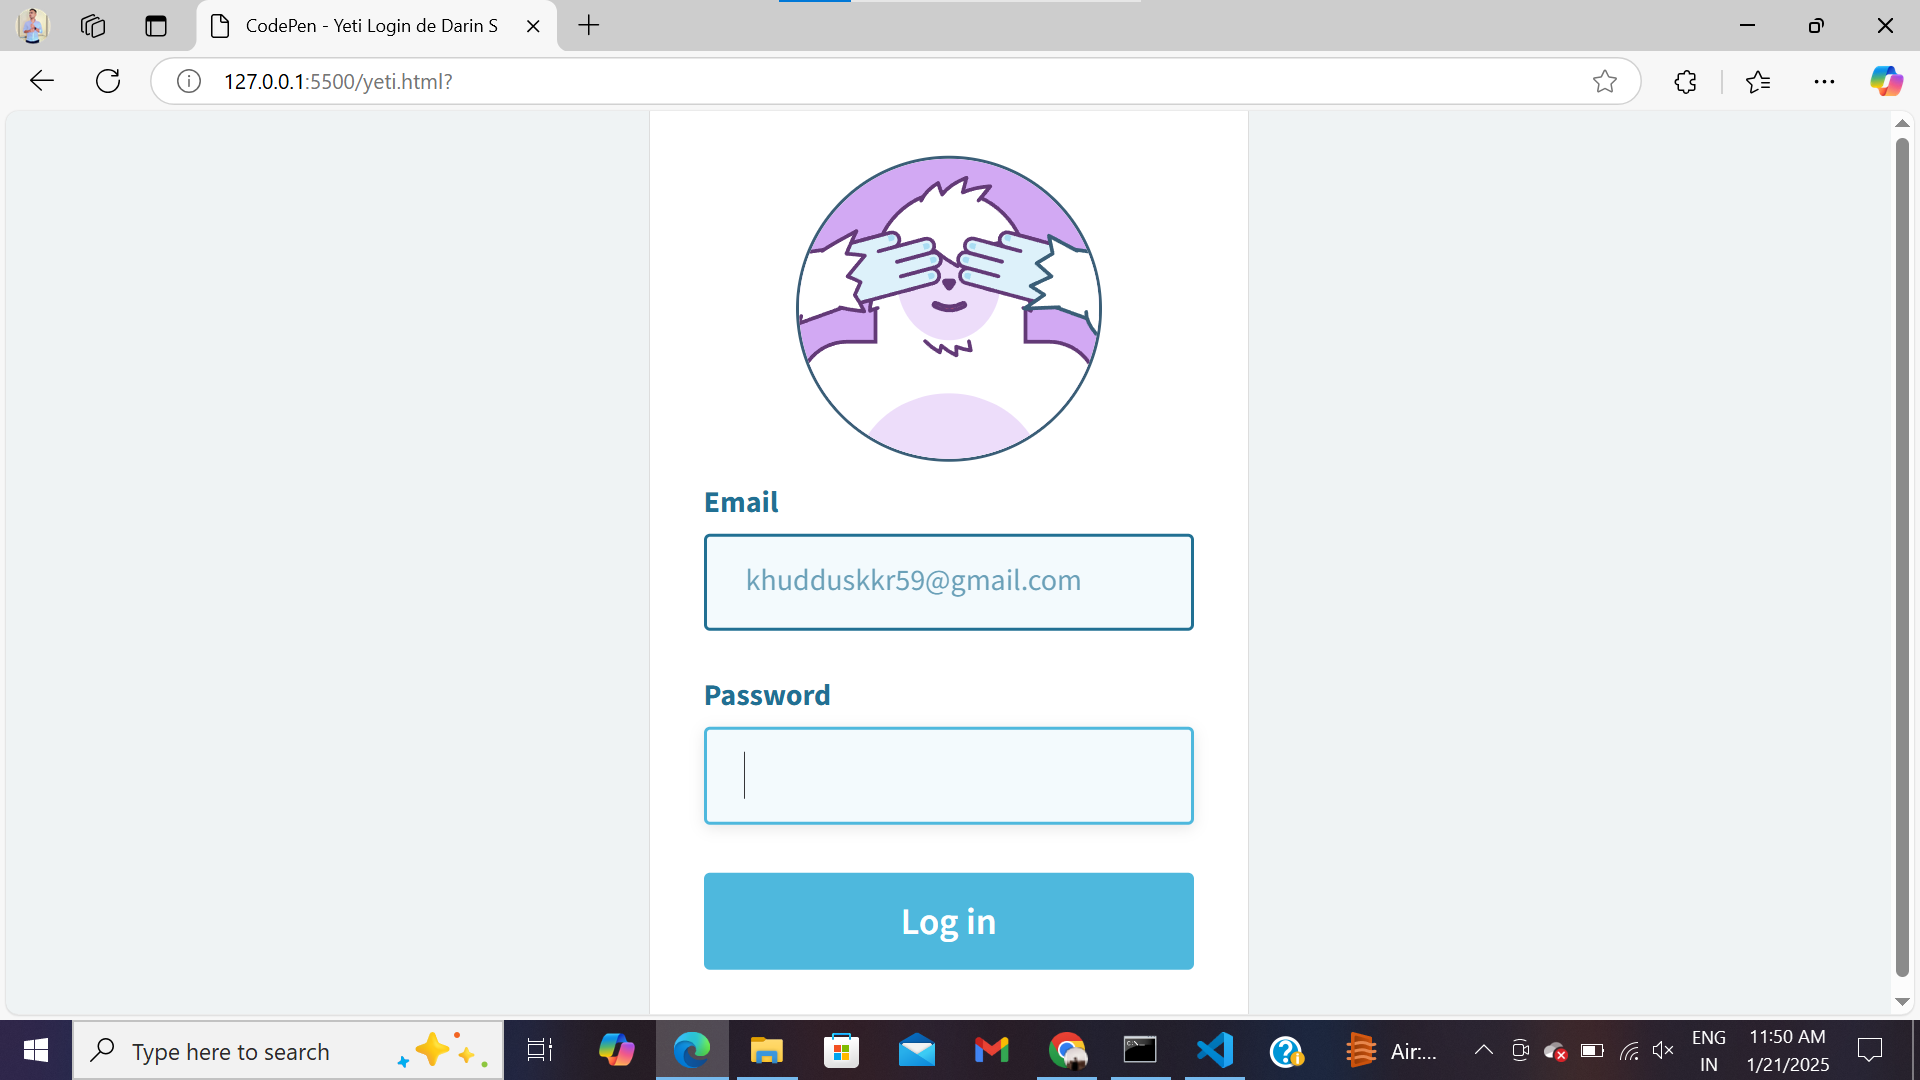 CodePen - Yeti Login de Darin S
127.0.0.1:5500/yeti.html?
Email
khudduskkr59@gmail.com
Password
Log in
Type here to search
Air:...
ENG
IN
11:50 AM
1/21/2025